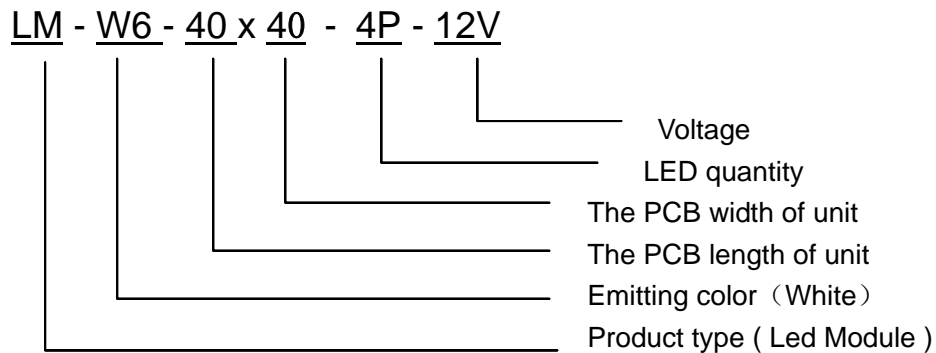 LM - W6 - 40 x 40 - 4P - 12V
Voltage
LED quantity
The PCB width of unit
The PCB length of unit
Emitting color（White）
Product type ( Led Module )